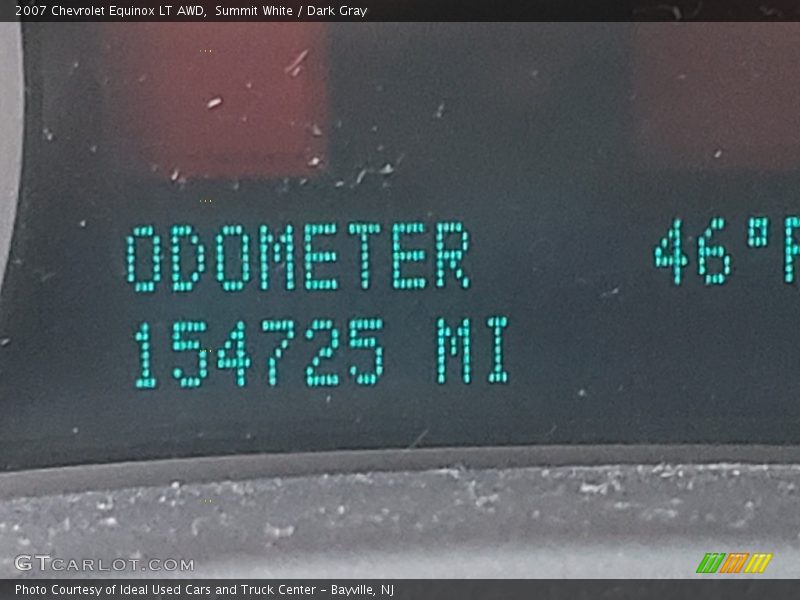 2007 Chevrolet Equinox LT AWD, Summit White / Dark Gray
ODOMETER 46°F
154725 MI
GTCARLOT.COM
Photo Courtesy of Ideal Used Cars and Truck Center - Bayville, NJ